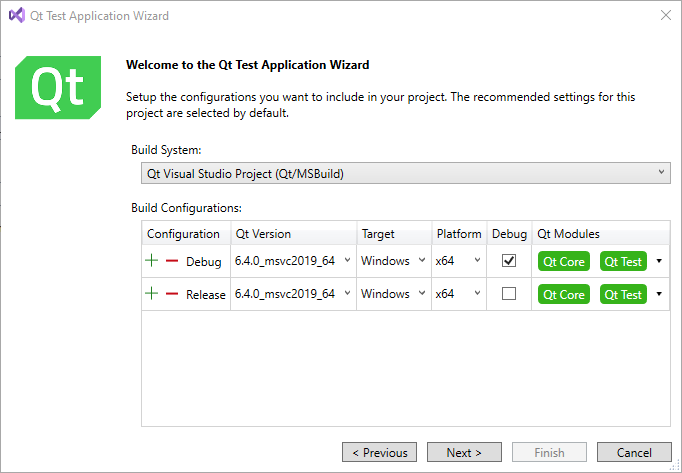 Qt Test Application Wizard
Qt
Welcome to the Qt Test Application Wizard
Setup the configurations you want to include in your project. The recommended settings for this
project are selected by default.
Build System:
Qt Visual Studio Project (Qt/MSBuild)
Build Configurations:
Configuration Qt Version Target Platform Debug Qt Modules
Debug 6.4.0_msvc2019_64 Windows x64 Qt Core Qt Test
Release 6.4.0_msvc2019_64 Windows x64 Qt Core Qt Test
< Previous Next > Finish Cancel